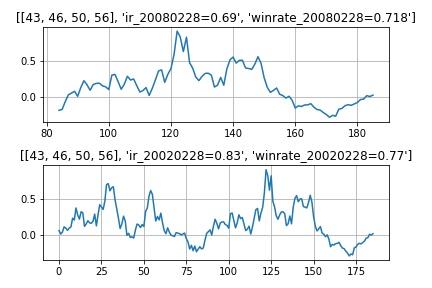 [[43, 46, 50, 56], 'ir_20080228=0.69', 'winrate_20080228=0.718']
0.5
0.0
80 100 120 140 160 180
[[43, 46, 50, 56], 'ir_20020228=0.83', 'winrate_20020228=0.77']
0.5
0.0
0 25 50 75 100 125 150 175